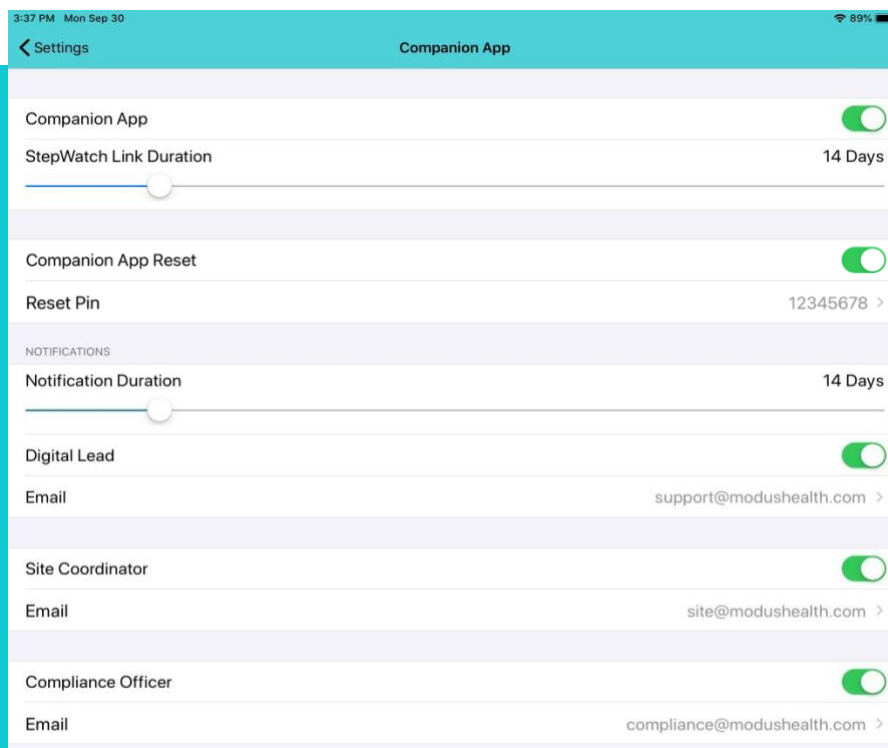 3:37 PM Mon Sep 30 89%
Settings Companion App
Companion App
StepWatch Link Duration 14 Days
Companion App Reset
Reset Pin 12345678
NOTIFICATIONS
Notification Duration 14 Days
Digital Lead
Email support@modushealth.com
Site Coordinator
Email site@modushealth.com
Compliance Officer
Email compliance@modushealth.com